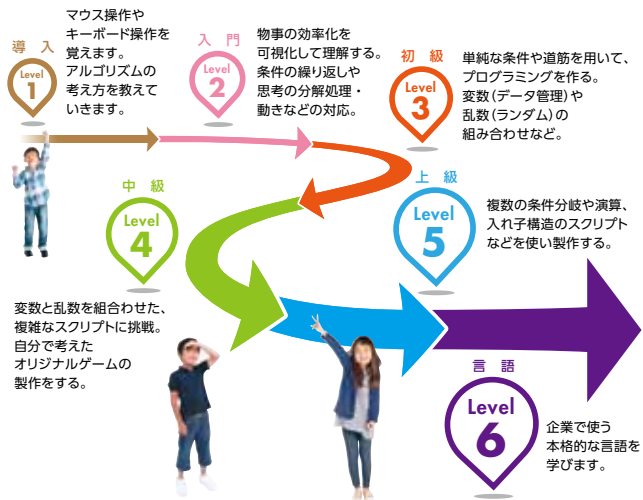 導入
Level
1
マウス操作や
キーボード操作を
覚えます。
アルゴリズムの
考え方を教えて
いきます。
入門
Level
2
物事の効率化を
可視化して理解する。
条件の繰り返しや
思考の分解処理・
動きなどの対応。
初級
Level
3
単純な条件や道筋を用いて、
プログラミングを作る。
変数(データ管理)や
乱数(ランダム)の
組み合わせなど。
中級
Level
4
変数と乱数を組合わせた、
複雑なスクリプトに挑戦。
自分で考えた
オリジナルゲームの
製作をする。
上級
Level
5
複数の条件分岐や演算、
入れ子構造のスクリプト
などを使い製作する。
言語
Level
6
企業で使う
本格的な言語を
学びます。